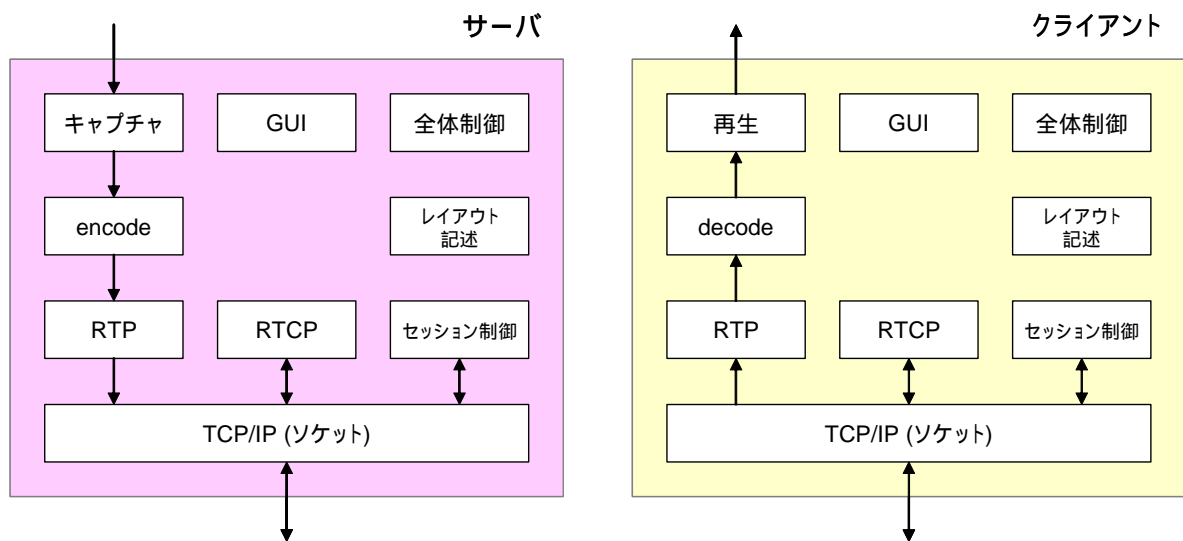 サーバ
キャプチャ
GUI
全体制御
encode
レイアウト
記述
RTP
RTCP
セッション制御
TCP/IP (ソケット)
クライアント
再生
GUI
全体制御
decode
レイアウト
記述
RTP
RTCP
セッション制御
TCP/IP (ソケット)